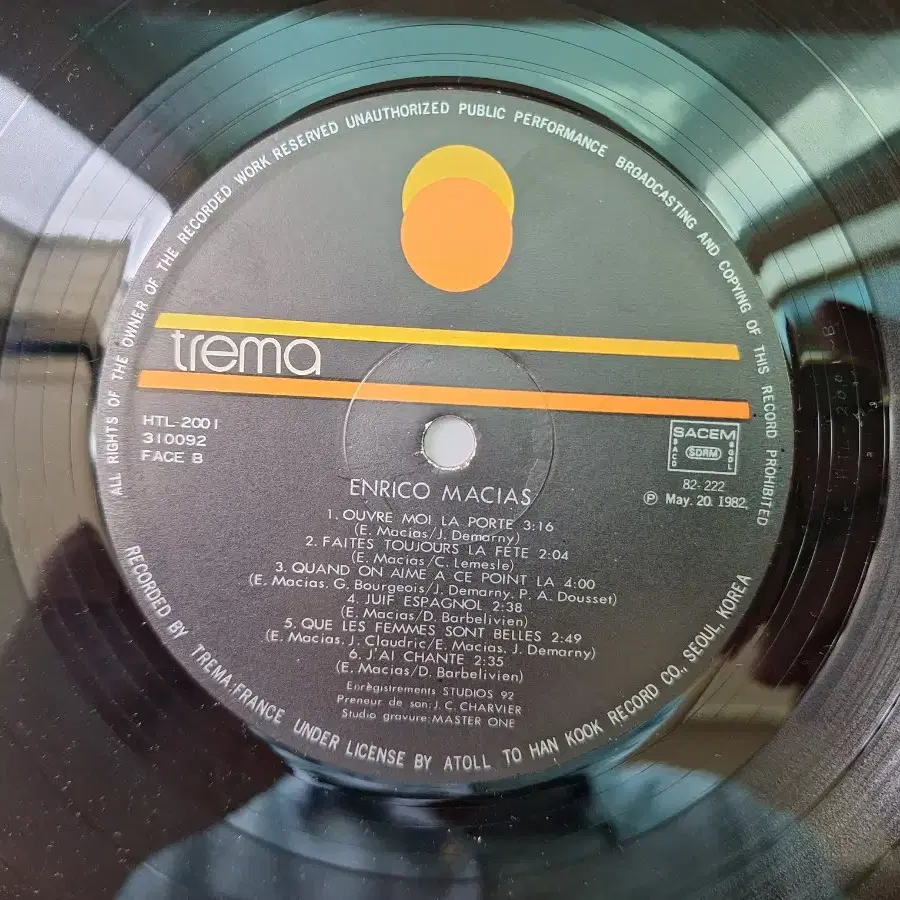 ALL RIGHTS OF THE OWNER OF THE RECORDED WORK RESERVED UNAUTHORIZED PUBLIC PERFORMANCE BROADCASTING AND COPYING OF THIS RECORD PROHIBITED
trema
HTL-2001
310092
FACE B
SACEM
SACD
SDRM
SGDL
82-222
Ⓟ May. 20. 1982,
ENRICO MACIAS
1. OUVRE MOI LA PORTE 3:16
(E. Macias/J. Demarny)
2. FAITES TOUJOURS LA FÊTE 2:04
(E. Macias/C. Lemesle)
3. QUAND ON AIME A CE POINT LA 4:00
(E. Macias. G. Bourgeois/J. Demarny. P. A. Dousset)
4. JUIF ESPAGNOL 2:38
(E. Macias/D. Barbelivien)
5. QUE LES FEMMES SONT BELLES 2:49
(E. Macias. J. Claudric/E. Macias. J. Demarny)
6. J'AI CHANTE 2:35
(E. Macias/D. Barbelivien)
Enrègistrements STUDIOS 92
Preneur de son: J. C. CHARVIER
Studio gravure: MASTER ONE
RECORDED BY TREMA.FRANCE UNDER LICENSE BY ATOLL TO HAN KOOK RECORD CO., SEOUL, KOREA